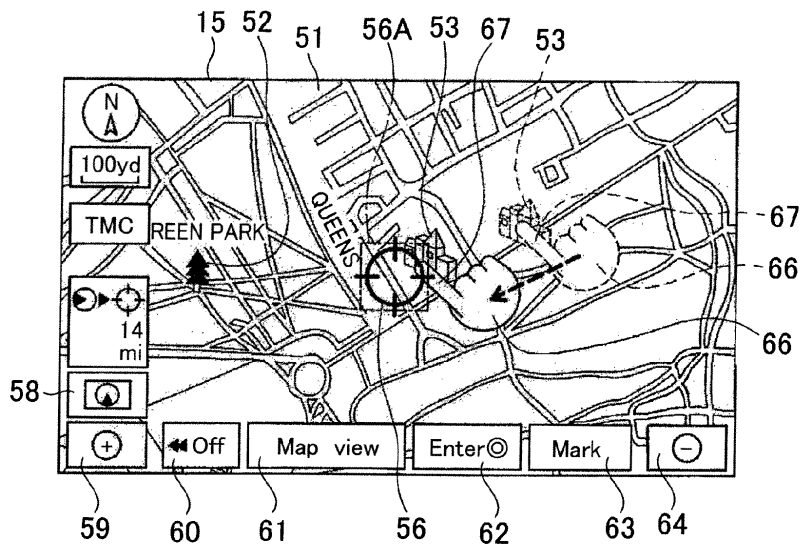 15 52 51 56A 53 67 53
N
100yd
TMC
REEN PARK
QUEENS
67
66
14
mi
66
58
+
Off
Map view
Enter◎
Mark
−
59 60 61 56 62 63 64